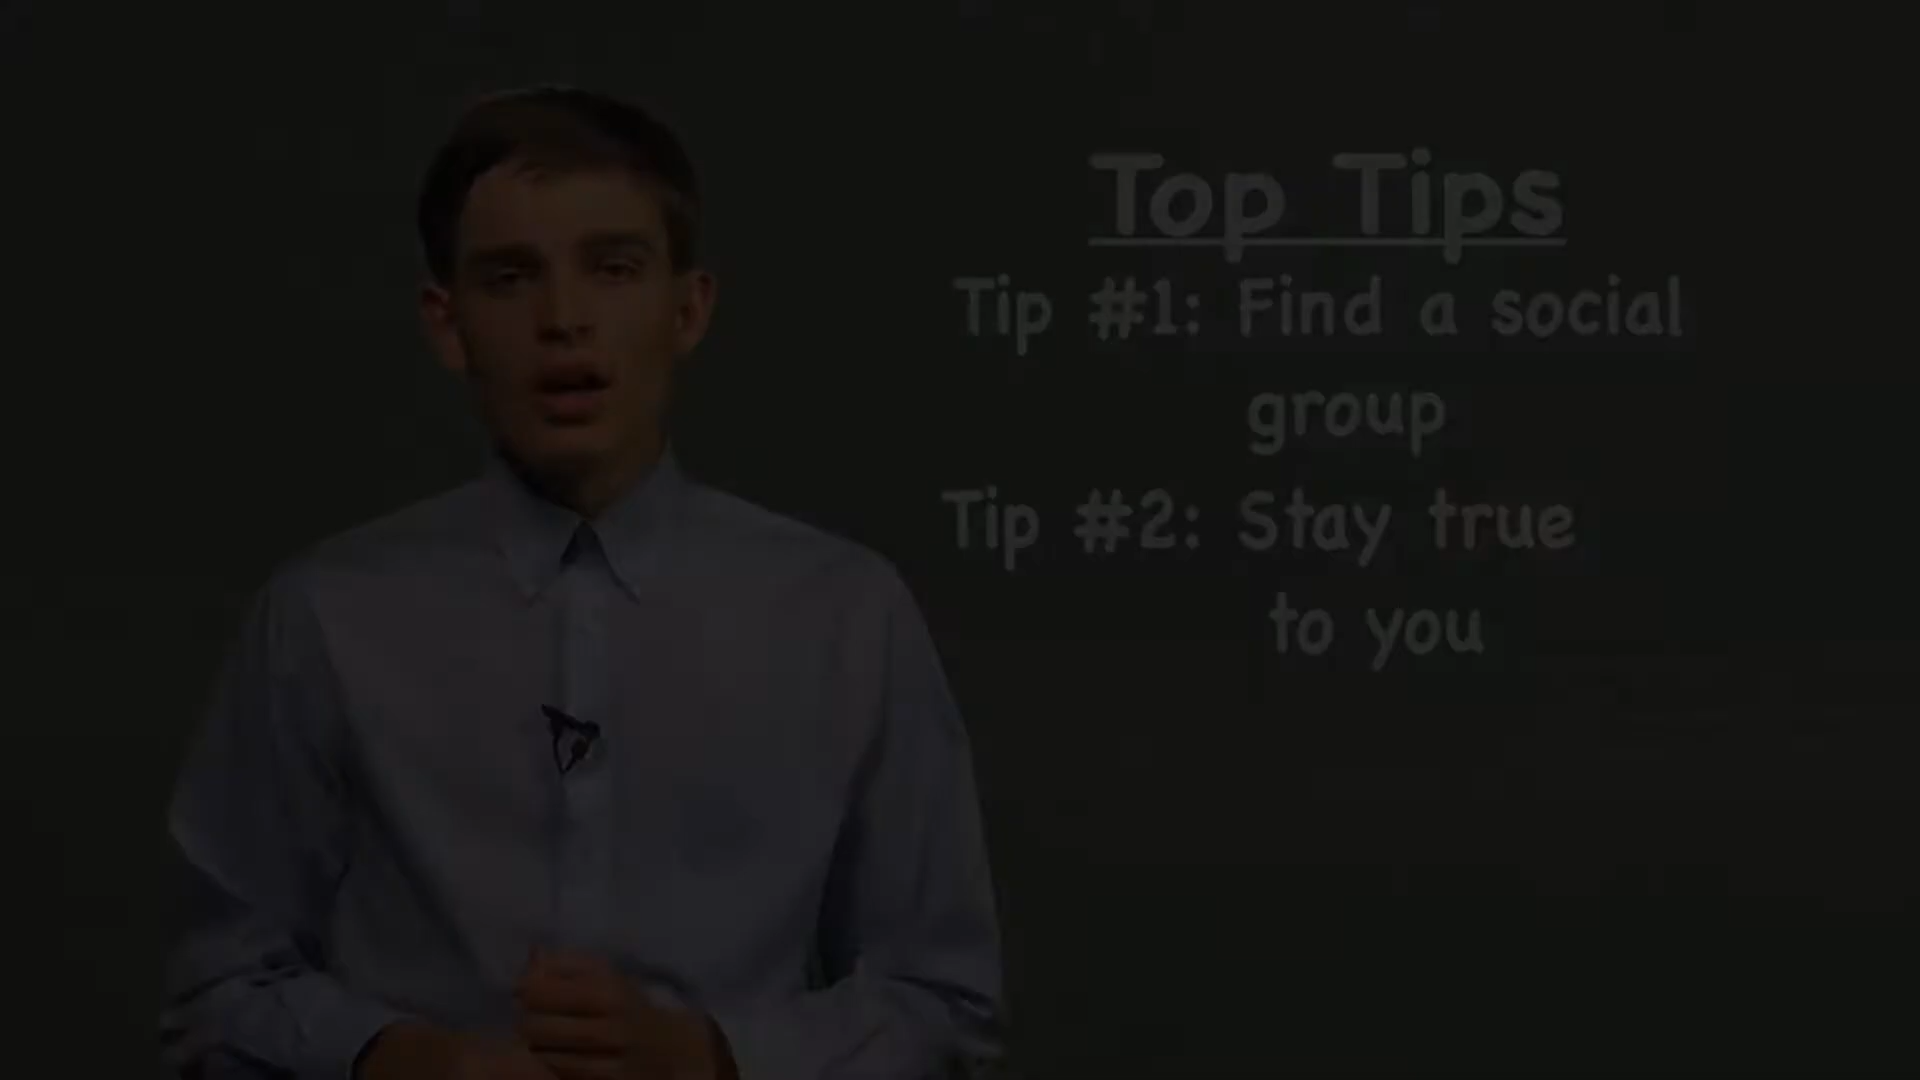 Top Tips
Tip #1: Find a social
group
Tip #2: Stay true
to you